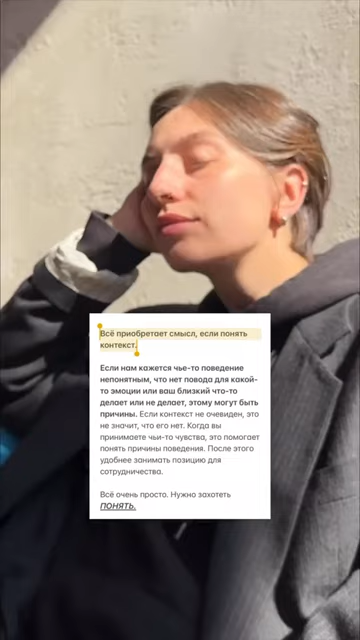 Всё приобретает смысл, если понять
контекст.
Если нам кажется чье-то поведение
непонятным, что нет повода для какой-
то эмоции или ваш близкий что-то
делает или не делает, этому могут быть
причины. Если контекст не очевиден, это
не значит, что его нет. Когда вы
принимаете чьи-то чувства, это помогает
понять причины поведения. После этого
удобнее занимать позицию для
сотрудничества.
Всё очень просто. Нужно захотеть
ПОНЯТЬ.